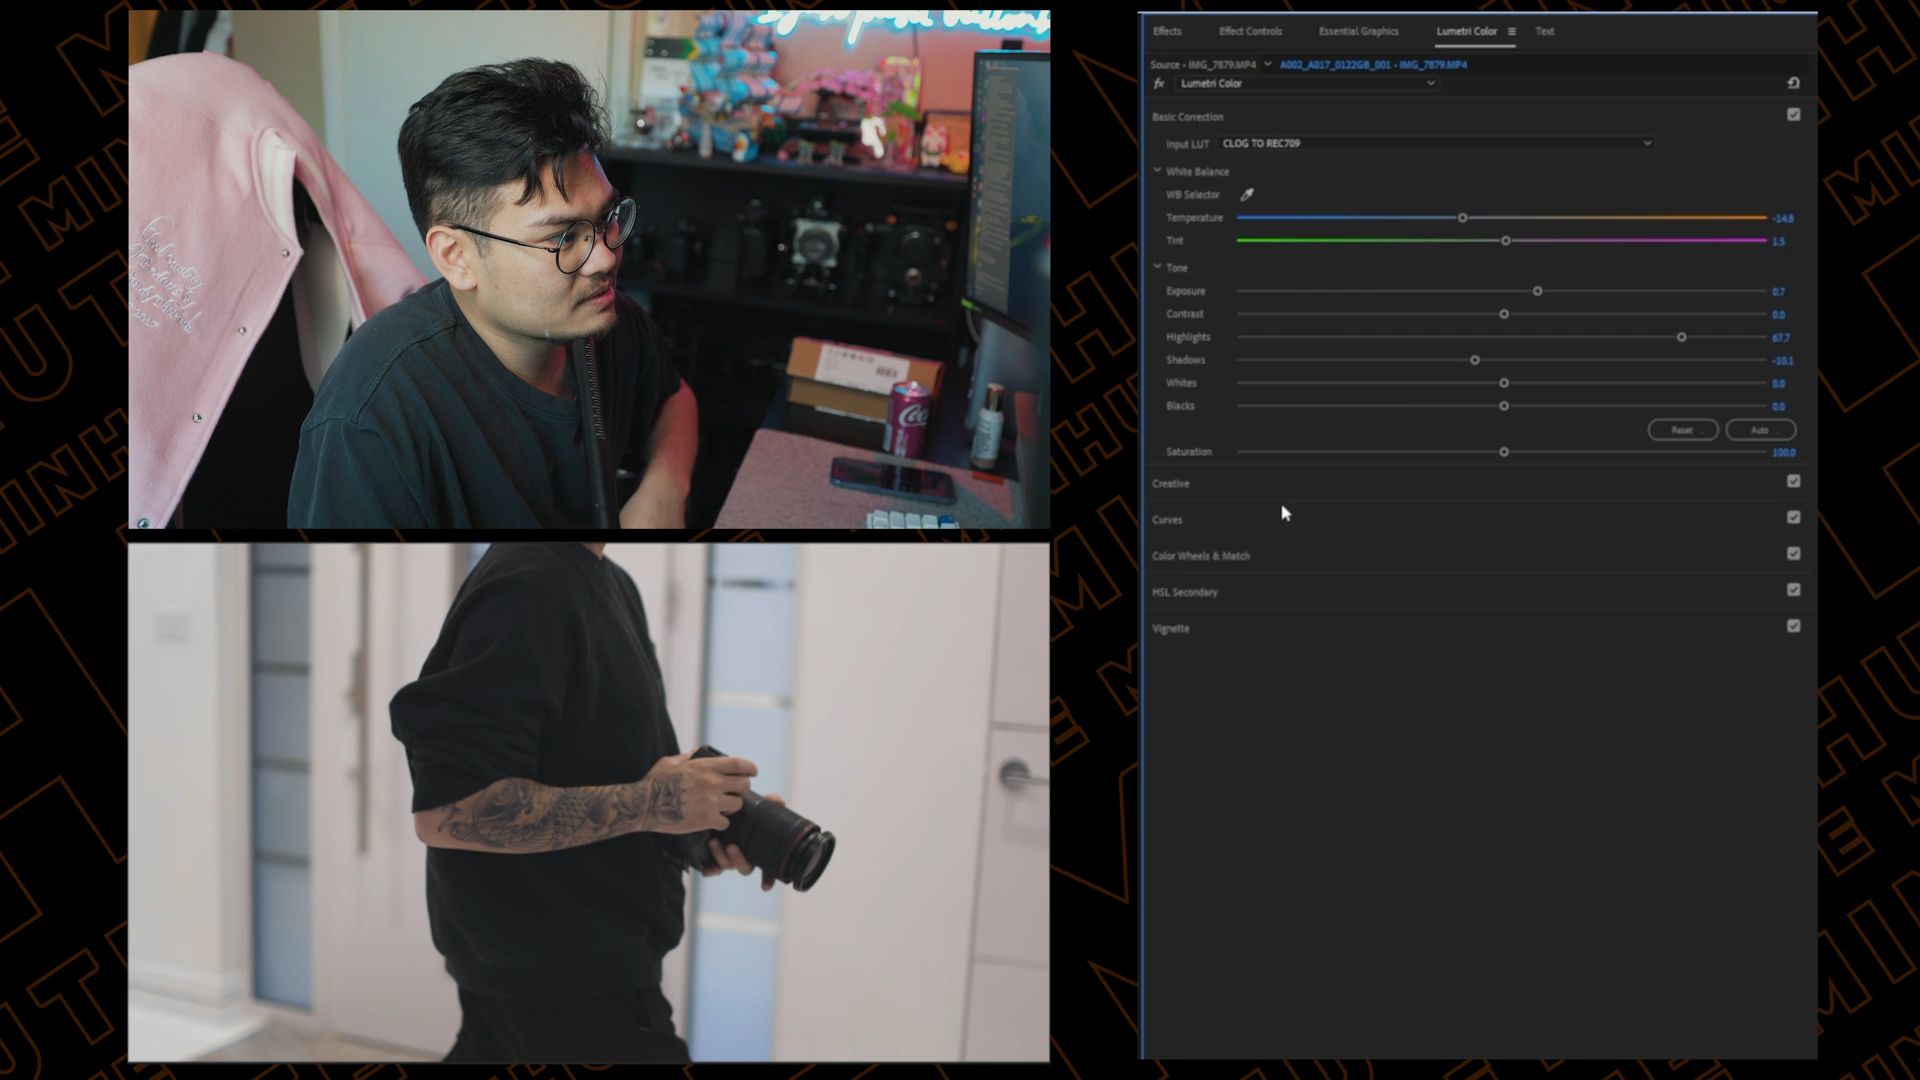 Effects Effect Controls Essential Graphics Lumetri Color Text
Source • IMG_7879.MP4 A002_A017_0122GB_001 • IMG_7879.MP4
fx Lumetri Color
Basic Correction
Input LUT CLOG TO REC709
White Balance
WB Selector
Temperature -14.8
Tint 1.5
Tone
Exposure 0.7
Contrast 0.0
Highlights 67.7
Shadows -10.1
Whites 0.0
Blacks 0.0
Reset Auto
Saturation 100.0
Creative
Curves
Color Wheels & Match
HSL Secondary
Vignette